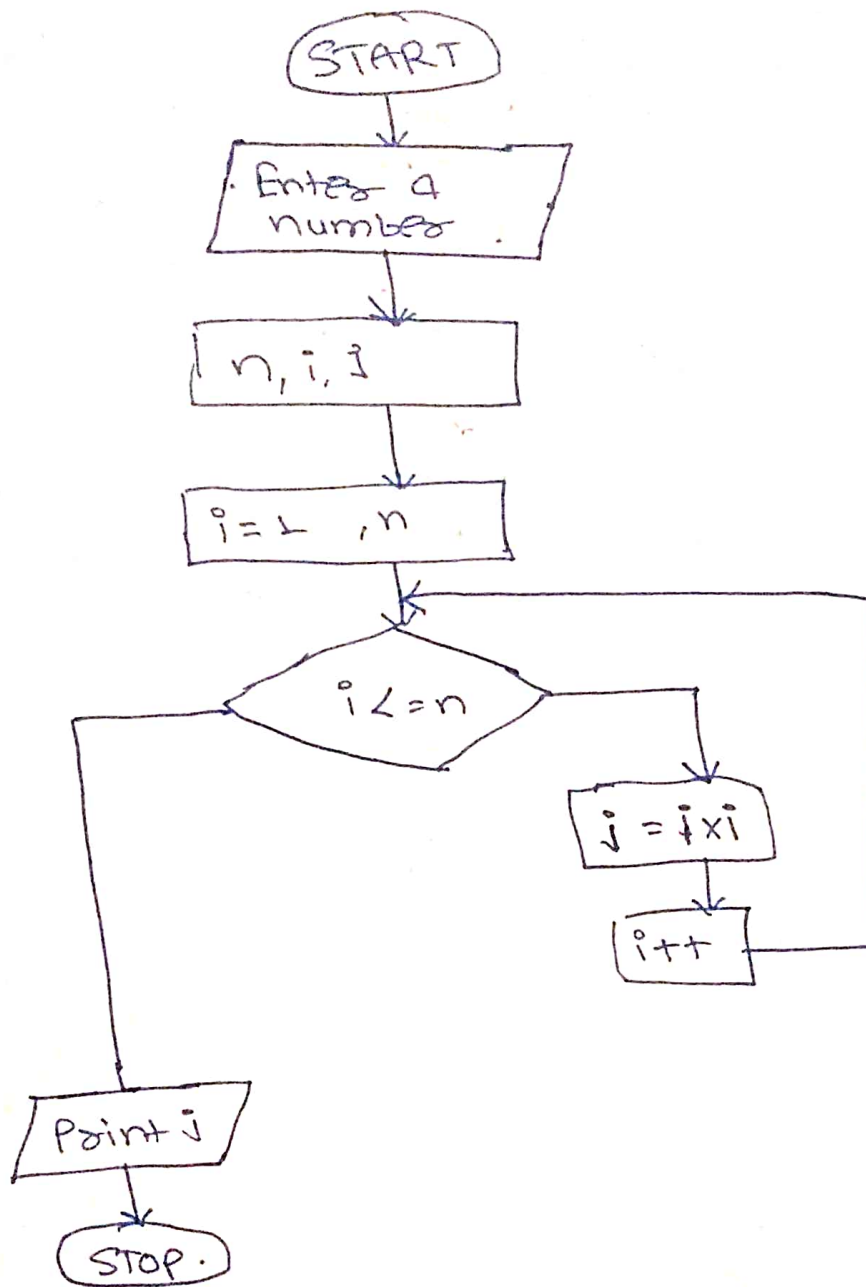 START
Enter a
number
n, i, j
i = 1 , n
i <= n
j = j x i
i++
Print j
STOP.